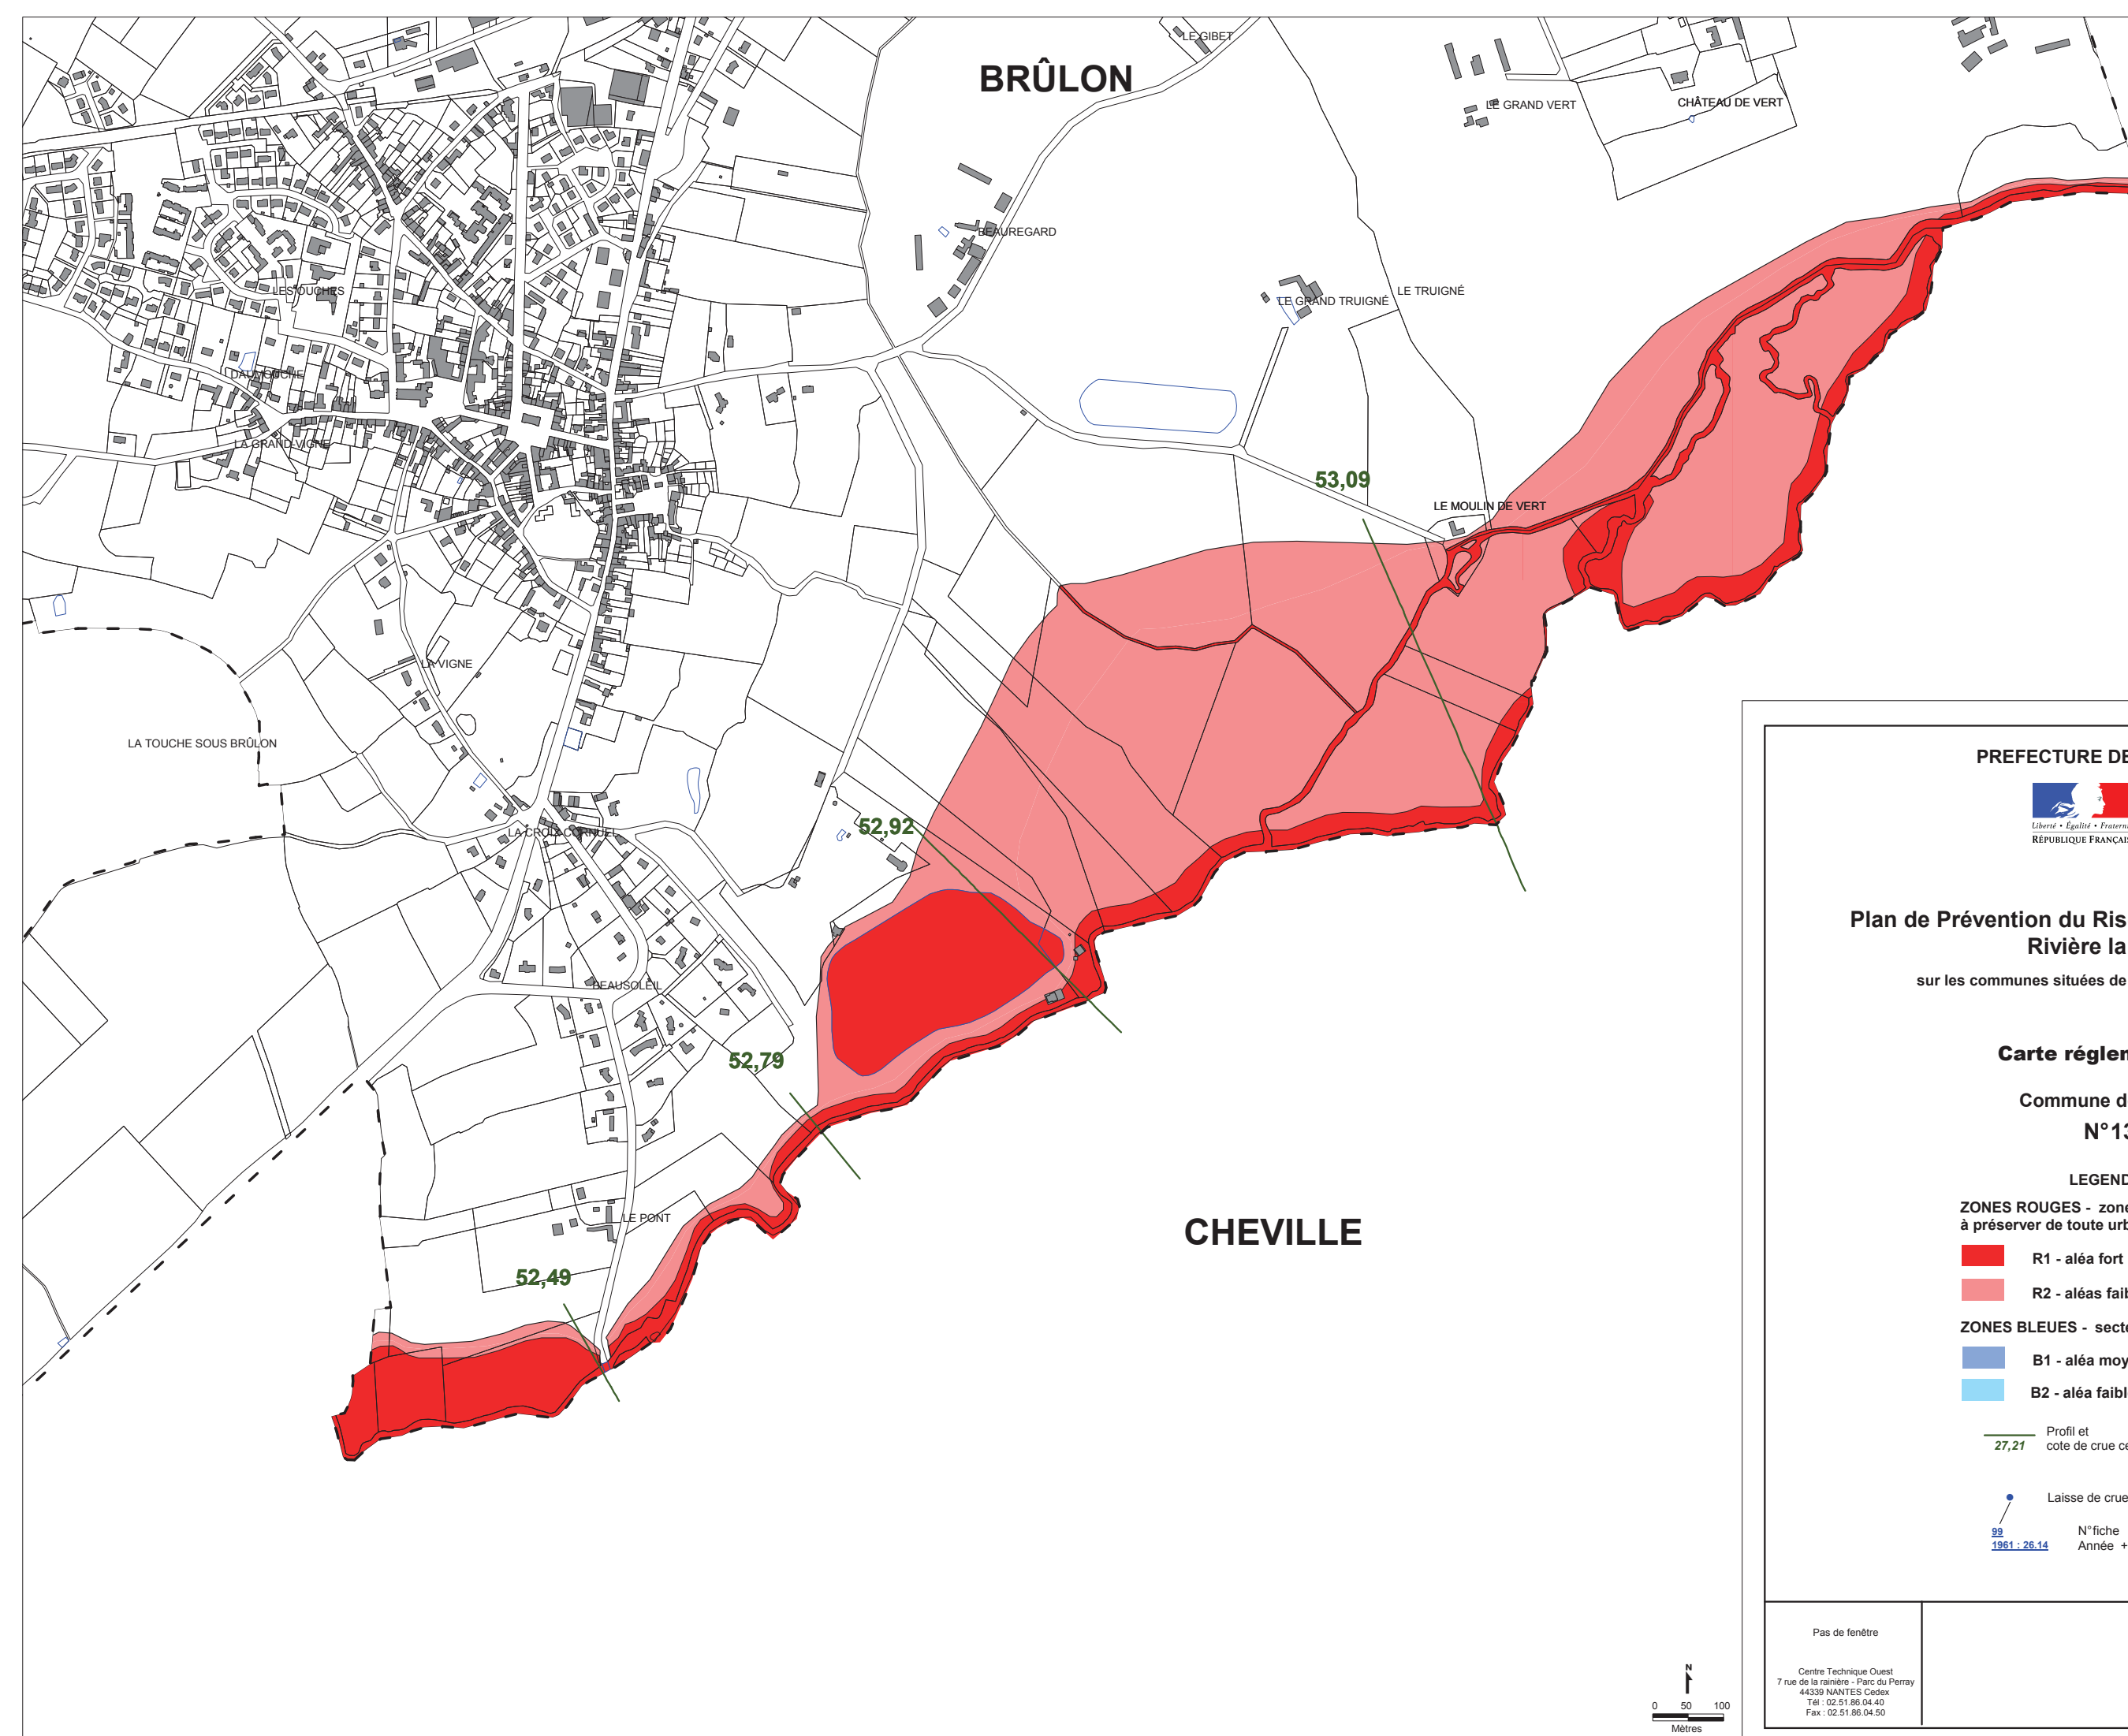 LE GIBET
BRÛLON
LE GRAND VERT
CHÂTEAU DE VERT
BEAUREGARD
LES OUCHES
LE GRAND TRUIGNÉ
LE TRUIGNÉ
DAUMOUCHE
LA GRAND-VIGNE
53,09
LE MOULIN DE VERT
LA VIGNE
LA TOUCHE SOUS BRÛLON
52,92
LA CROIX CORNUEL
BEAUSOLEIL
52,79
LE PONT
CHEVILLE
52,49
PREFECTURE DE
Liberté • Égalité • Fratern
RÉPUBLIQUE FRANÇAIS
Plan de Prévention du Ris
Rivière la
sur les communes situées de
Carte réglem
Commune d
N°13
LEGEND
ZONES ROUGES - zone
à préserver de toute urb
R1 - aléa fort
R2 - aléas faib
ZONES BLEUES - secte
B1 - aléa moy
B2 - aléa faibl
Profil et
27,21 cote de crue ce
Laisse de crue
99 N°fiche
1961 : 26.14 Année +
Pas de fenêtre
Centre Technique Ouest
7 rue de la rainière - Parc du Perray
44339 NANTES Cedex
Tél : 02.51.86.04.40
Fax : 02.51.86.04.50
N
0 50 100
Mètres